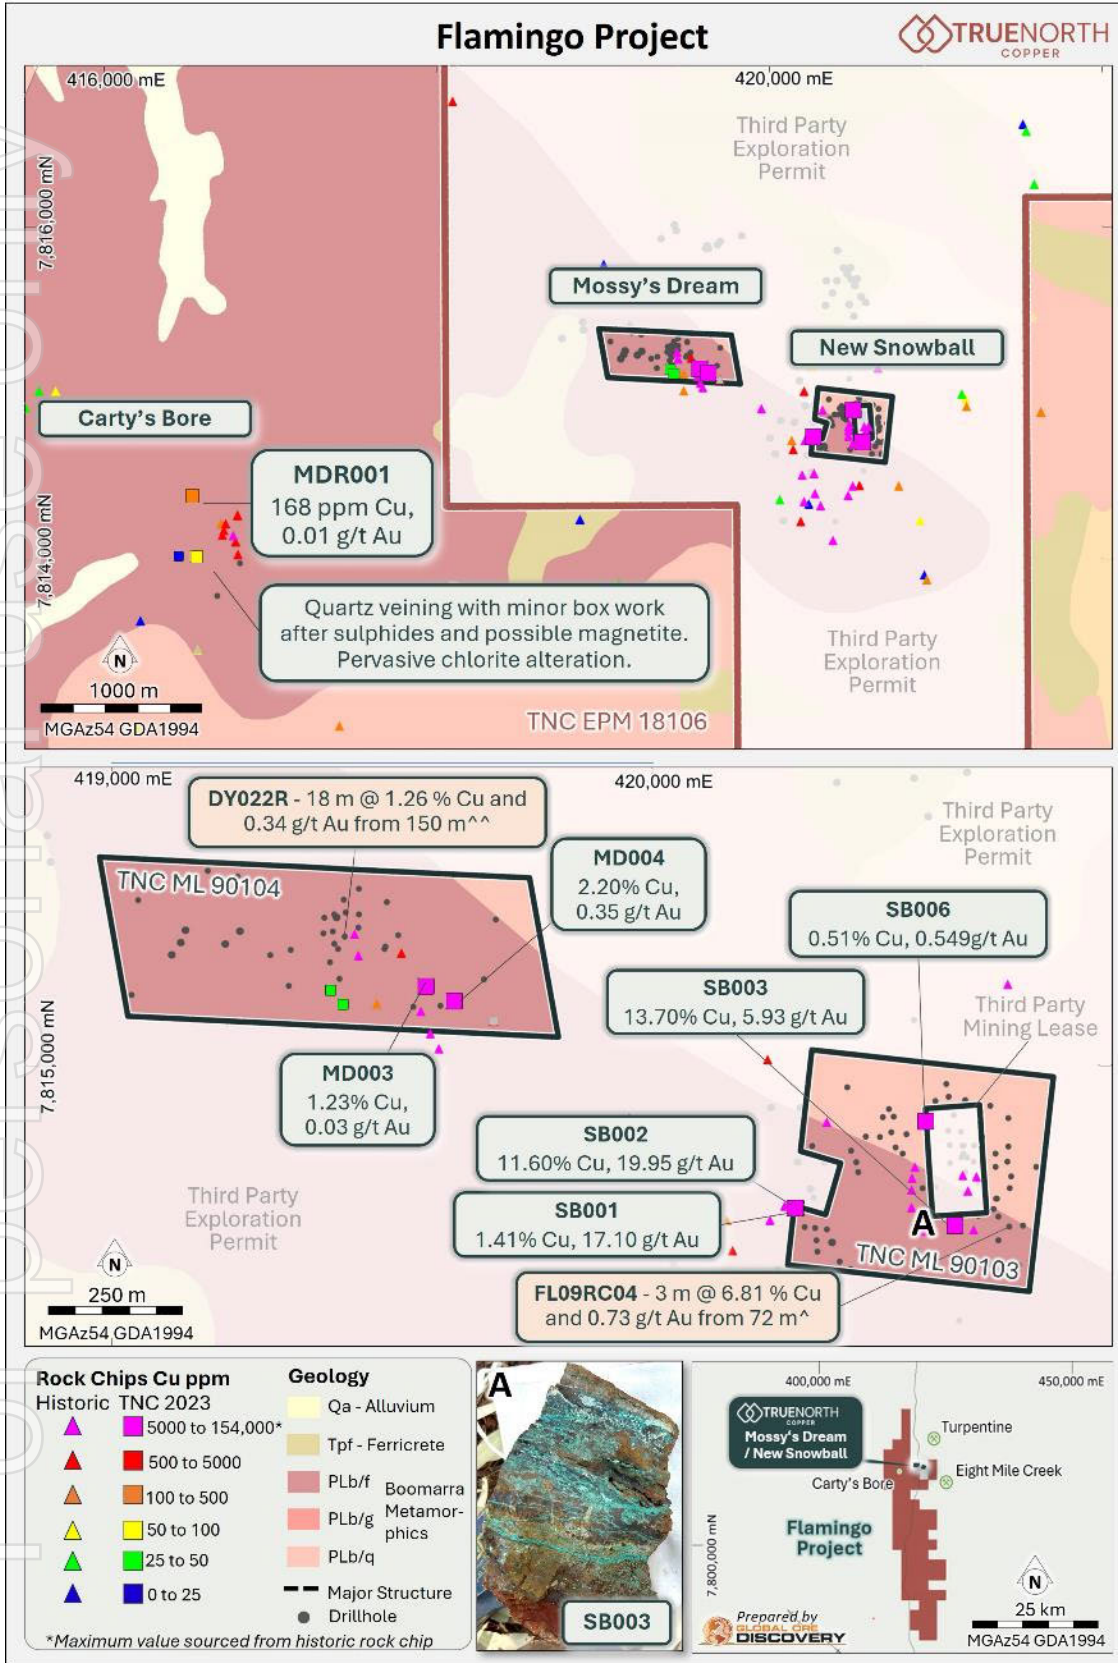 Flamingo Project
TRUENORTH
COPPER
416,000 mE
420,000 mE
7,816,000 mN
7,814,000 mN
Third Party
Exploration
Permit
Mossy's Dream
New Snowball
Carty's Bore
MDR001
168 ppm Cu,
0.01 g/t Au
Quartz veining with minor box work
after sulphides and possible magnetite.
Pervasive chlorite alteration.
Third Party
Exploration
Permit
N
1000 m
MGAz54 GDA1994
TNC EPM 18106
419,000 mE
420,000 mE
7,815,000 mN
DY022R - 18 m @ 1.26 % Cu and
0.34 g/t Au from 150 m^^
Third Party
Exploration
Permit
TNC ML 90104
MD004
2.20% Cu,
0.35 g/t Au
SB006
0.51% Cu, 0.549g/t Au
SB003
13.70% Cu, 5.93 g/t Au
Third Party
Mining Lease
MD003
1.23% Cu,
0.03 g/t Au
SB002
11.60% Cu, 19.95 g/t Au
Third Party
Exploration
Permit
SB001
1.41% Cu, 17.10 g/t Au
A
TNC ML 90103
FL09RC04 - 3 m @ 6.81 % Cu
and 0.73 g/t Au from 72 m^
N
250 m
MGAz54 GDA1994
Rock Chips Cu ppm
Historic TNC 2023
5000 to 154,000*
500 to 5000
100 to 500
50 to 100
25 to 50
0 to 25
*Maximum value sourced from historic rock chip
Geology
Qa - Alluvium
Tpf - Ferricrete
PLb/f
PLb/g
PLb/q
Boomarra
Metamor-
phics
Major Structure
Drillhole
A
SB003
400,000 mE
450,000 mE
7,800,000 mN
TRUENORTH
COPPER
Mossy's Dream
/ New Snowball
Turpentine
Eight Mile Creek
Carty's Bore
Flamingo
Project
N
25 km
MGAz54 GDA1994
Prepared by
GLOBAL ORE
DISCOVERY
For personal use only